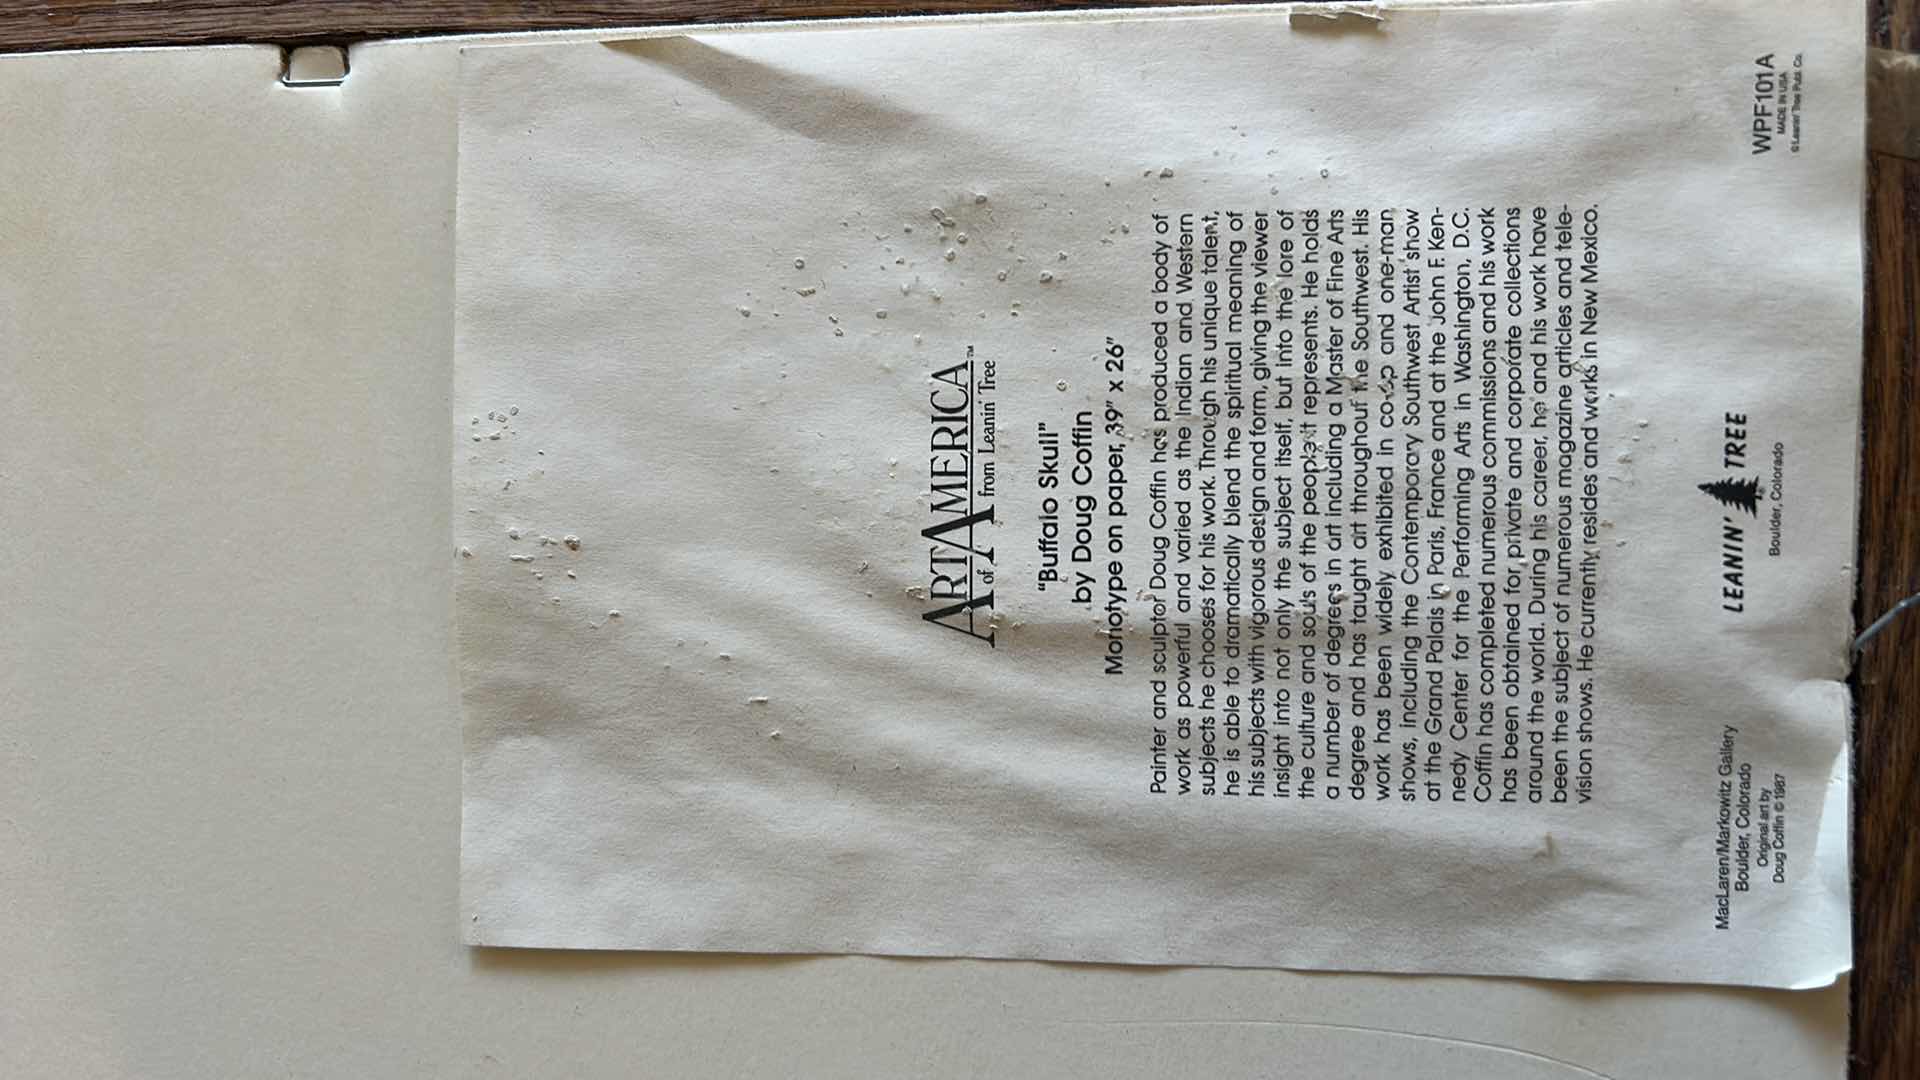 ART of AMERICA™
from Leanin' Tree
"Buffalo Skull"
by Doug Coffin
Monotype on paper, 39" x 26"
Painter and sculptor Doug Coffin has produced a body of
work as powerful and varied as the Indian and Western
subjects he chooses for his work. Through his unique talent,
he is able to dramatically blend the spiritual meaning of
his subjects with vigorous design and form, giving the viewer
insight into not only the subject itself, but into the lore of
the culture and souls of the people it represents. He holds
a number of degrees in art including a Master of Fine Arts
degree and has taught art throughout the Southwest. His
work has been widely exhibited in co-op and one-man
shows, including the Contemporary Southwest Artist show
at the Grand Palais in Paris, France and at the John F. Ken-
nedy Center for the Performing Arts in Washington, D.C.
Coffin has completed numerous commissions and his work
has been obtained for private and corporate collections
around the world. During his career, he and his work have
been the subject of numerous magazine articles and tele-
vision shows. He currently resides and works in New Mexico.
MacLaren/Markowitz Gallery
Boulder, Colorado
Original art by
Doug Coffin © 1987
LEANIN' TREE
Boulder, Colorado
WPF101A
MADE IN USA
© Leanin' Tree Publ. Co.